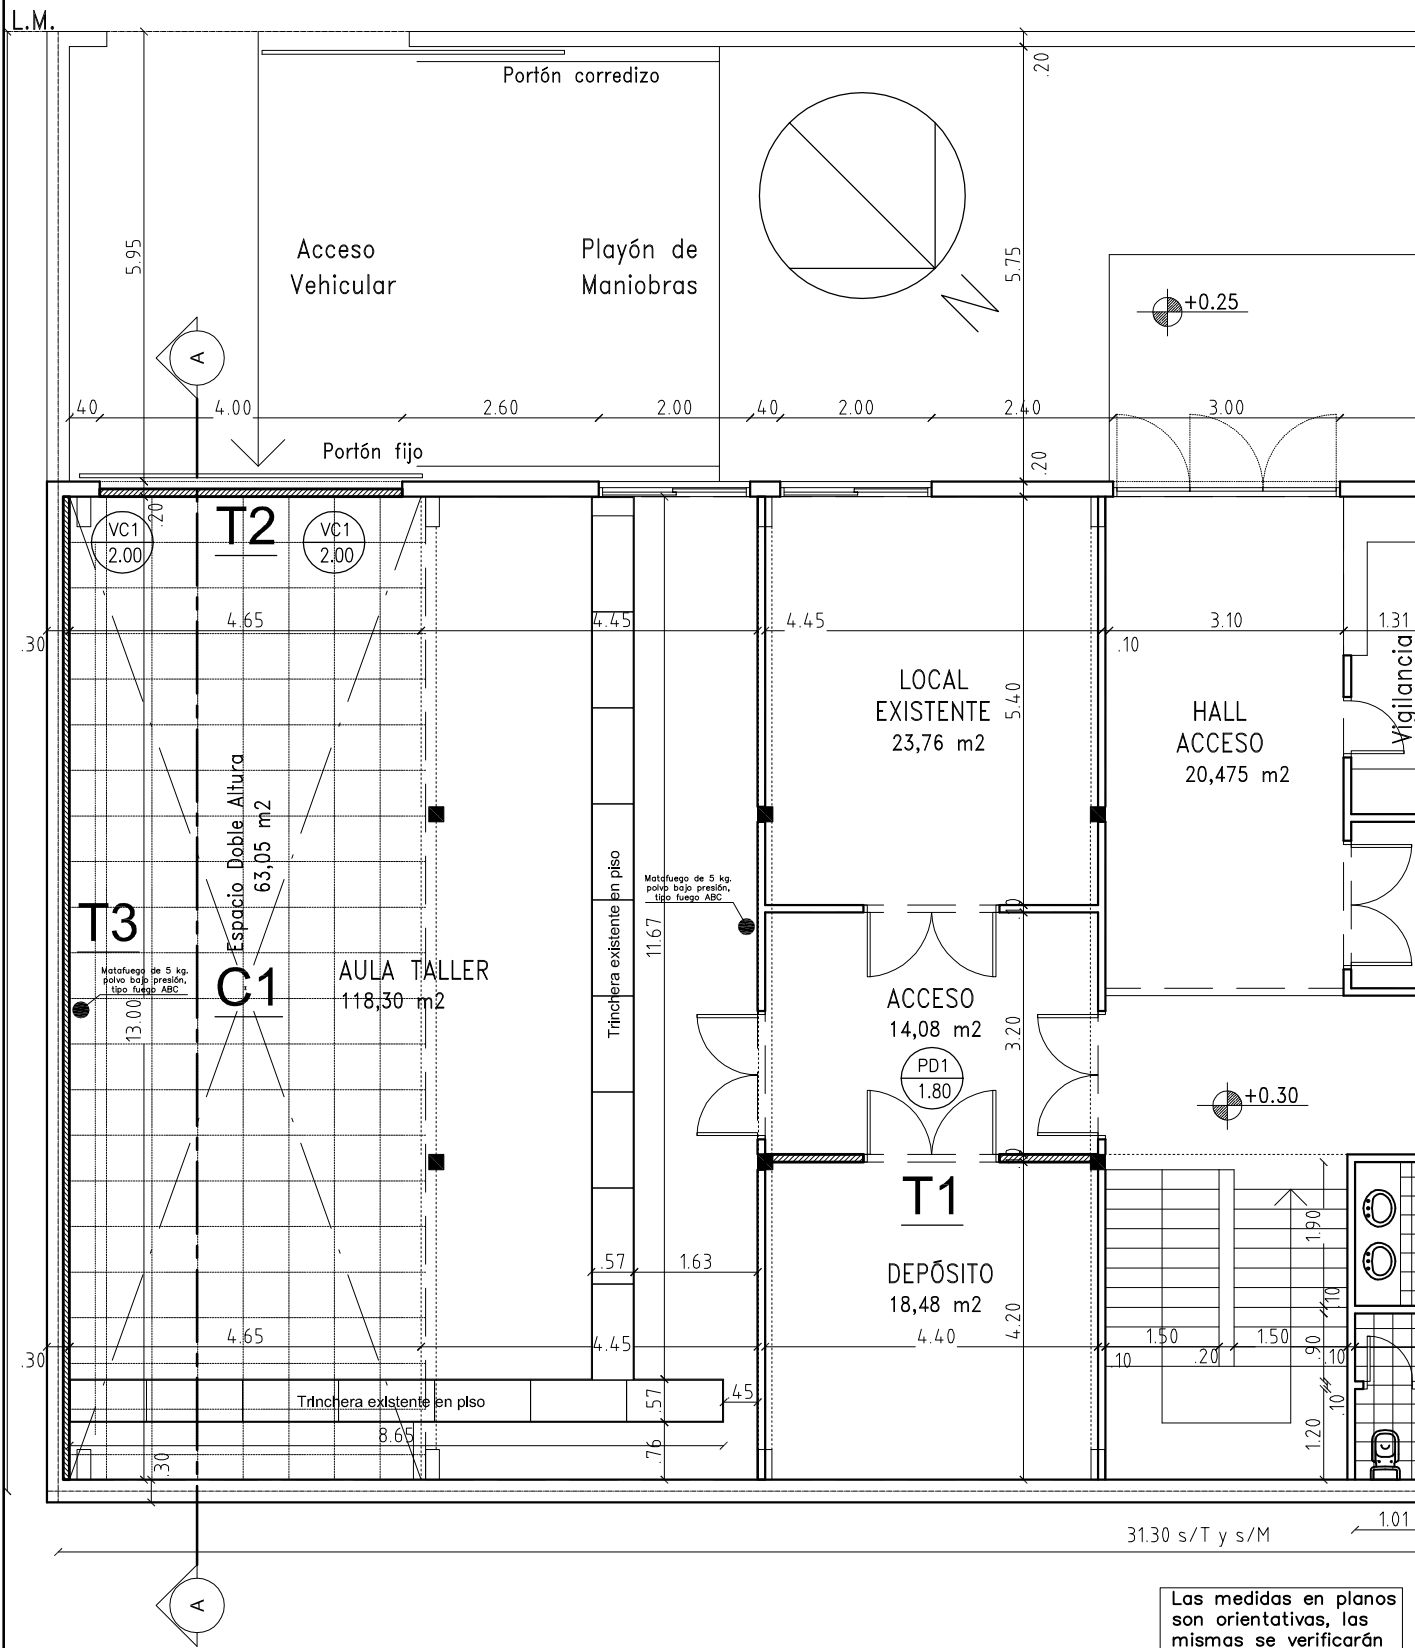 L.M.
Portón corredizo
.20
5.95
Acceso
Vehicular
Playón de
Maniobras
5.75
N
+0.25
A
.40
4.00
2.60
2.00
.40
2.00
2.40
3.00
Portón fijo
.20
.20
VC1
2.00
T2
VC1
2.00
.30
4.65
4.45
4.45
.10
3.10
1.31
Vigilancia
LOCAL
EXISTENTE
23,76 m2
5.40
HALL
ACCESO
20,475 m2
Espacio Doble Altura
63,05 m2
Trinchera existente en piso
Matafuego de 5 kg.
polvo bajo presión,
tipo fuego ABC
11.67
T3
Matafuego de 5 kg.
polvo bajo presión,
tipo fuego ABC
13.00
C1
AULA TALLER
118,30 m2
ACCESO
14,08 m2
3.20
PD1
1.80
+0.30
T1
DEPÓSITO
18,48 m2
4.20
1.90
.10
.57
1.63
.30
4.65
4.45
4.40
.10
1.50
.20
1.50
.90
.10
Trinchera existente en piso
.57
.45
.10
8.65
.76
1.20
.30
31.30 s/T y s/M
1.01
A
Las medidas en planos
son orientativas, las
mismas se verificarán